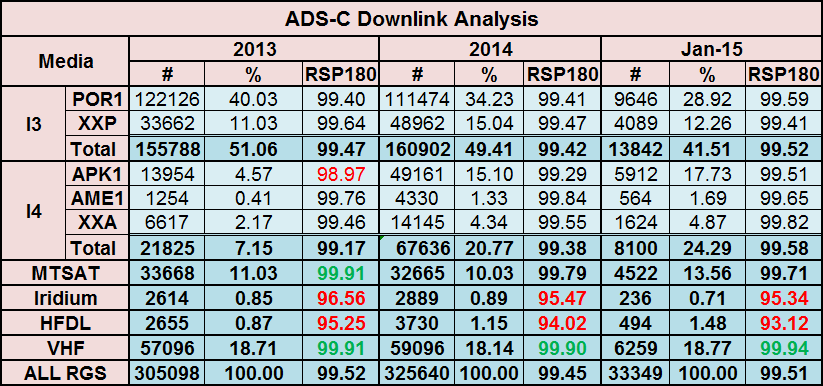 ADS-C Downlink Analysis
Media 2013 2014 Jan-15
# % RSP180 # % RSP180 # % RSP180
I3 POR1 122126 40.03 99.40 111474 34.23 99.41 9646 28.92 99.59
XXP 33662 11.03 99.64 48962 15.04 99.47 4089 12.26 99.41
Total 155788 51.06 99.47 160902 49.41 99.42 13842 41.51 99.52
I4 APK1 13954 4.57 98.97 49161 15.10 99.29 5912 17.73 99.51
AME1 1254 0.41 99.76 4330 1.33 99.84 564 1.69 99.65
XXA 6617 2.17 99.46 14145 4.34 99.55 1624 4.87 99.82
Total 21825 7.15 99.17 67636 20.77 99.38 8100 24.29 99.58
MTSAT 33668 11.03 99.91 32665 10.03 99.79 4522 13.56 99.71
Iridium 2614 0.85 96.56 2889 0.89 95.47 236 0.71 95.34
HFDL 2655 0.87 95.25 3730 1.15 94.02 494 1.48 93.12
VHF 57096 18.71 99.91 59096 18.14 99.90 6259 18.77 99.94
ALL RGS 305098 100.00 99.52 325640 100.00 99.45 33349 100.00 99.51